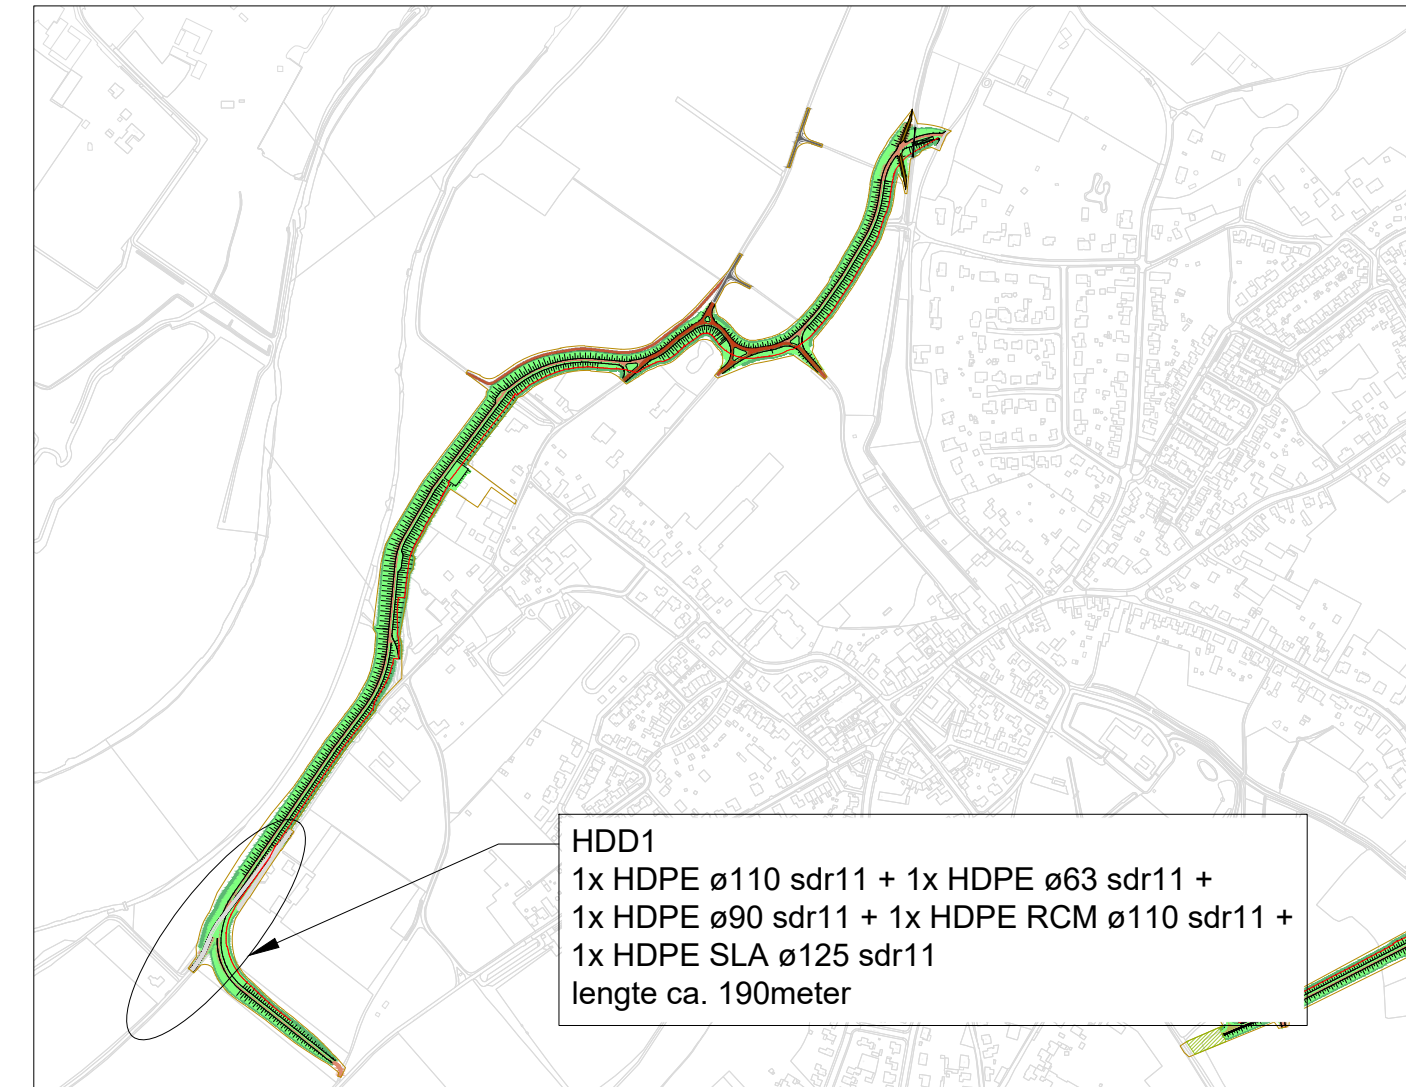 HDD1
1x HDPE ø110 sdr11 + 1x HDPE ø63 sdr11 +
1x HDPE ø90 sdr11 + 1x HDPE RCM ø110 sdr11 +
1x HDPE SLA ø125 sdr11
lengte ca. 190meter